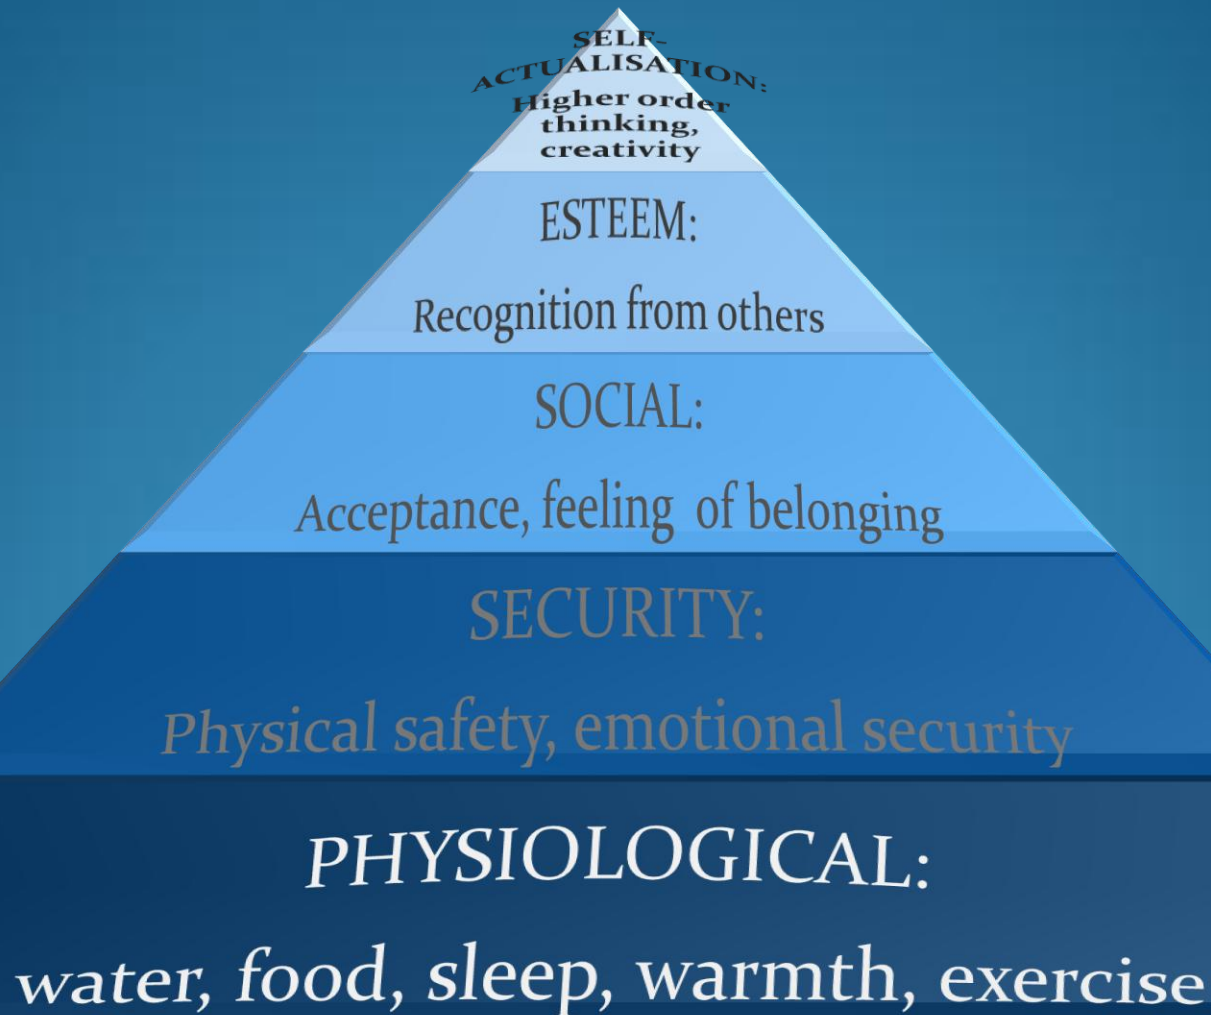 SELF-
ACTUALISATION:
Higher order
thinking,
creativity
ESTEEM:
Recognition from others
SOCIAL:
Acceptance, feeling of belonging
SECURITY:
Physical safety, emotional security
PHYSIOLOGICAL:
water, food, sleep, warmth, exercise